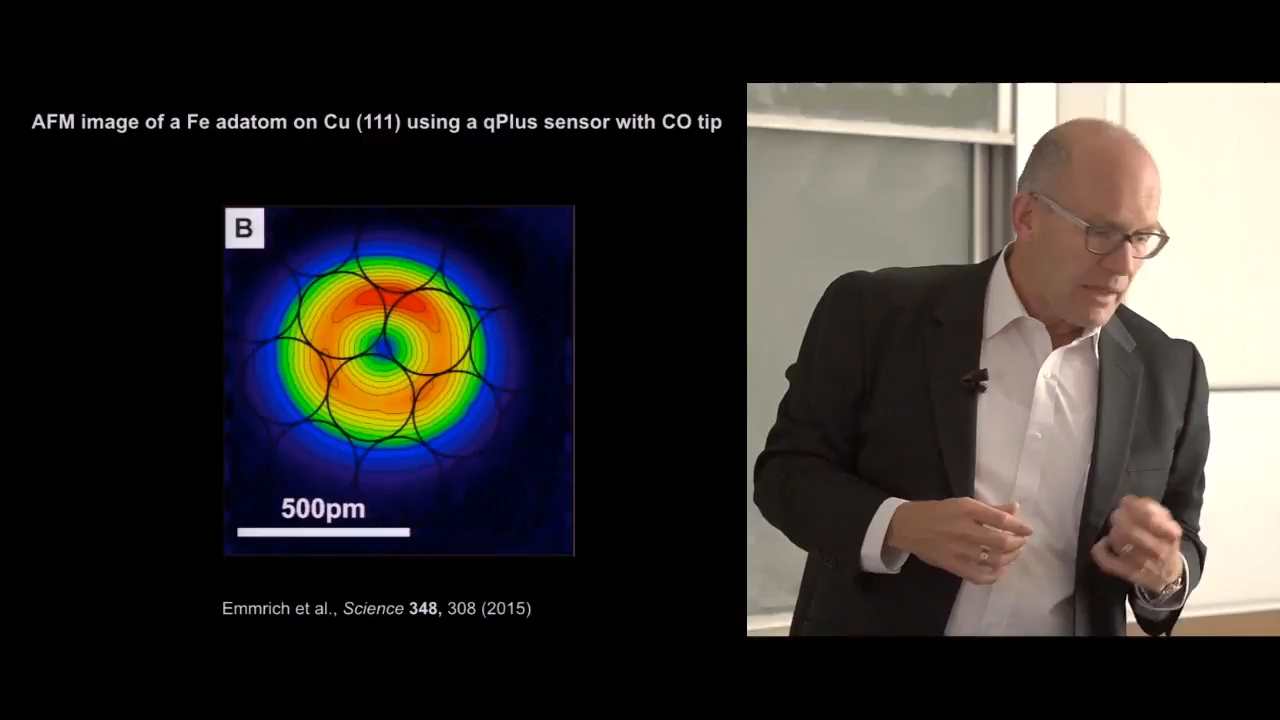 AFM image of a Fe adatom on Cu (111) using a qPlus sensor with CO tip
B
500pm
Emmrich et al., Science 348, 308 (2015)